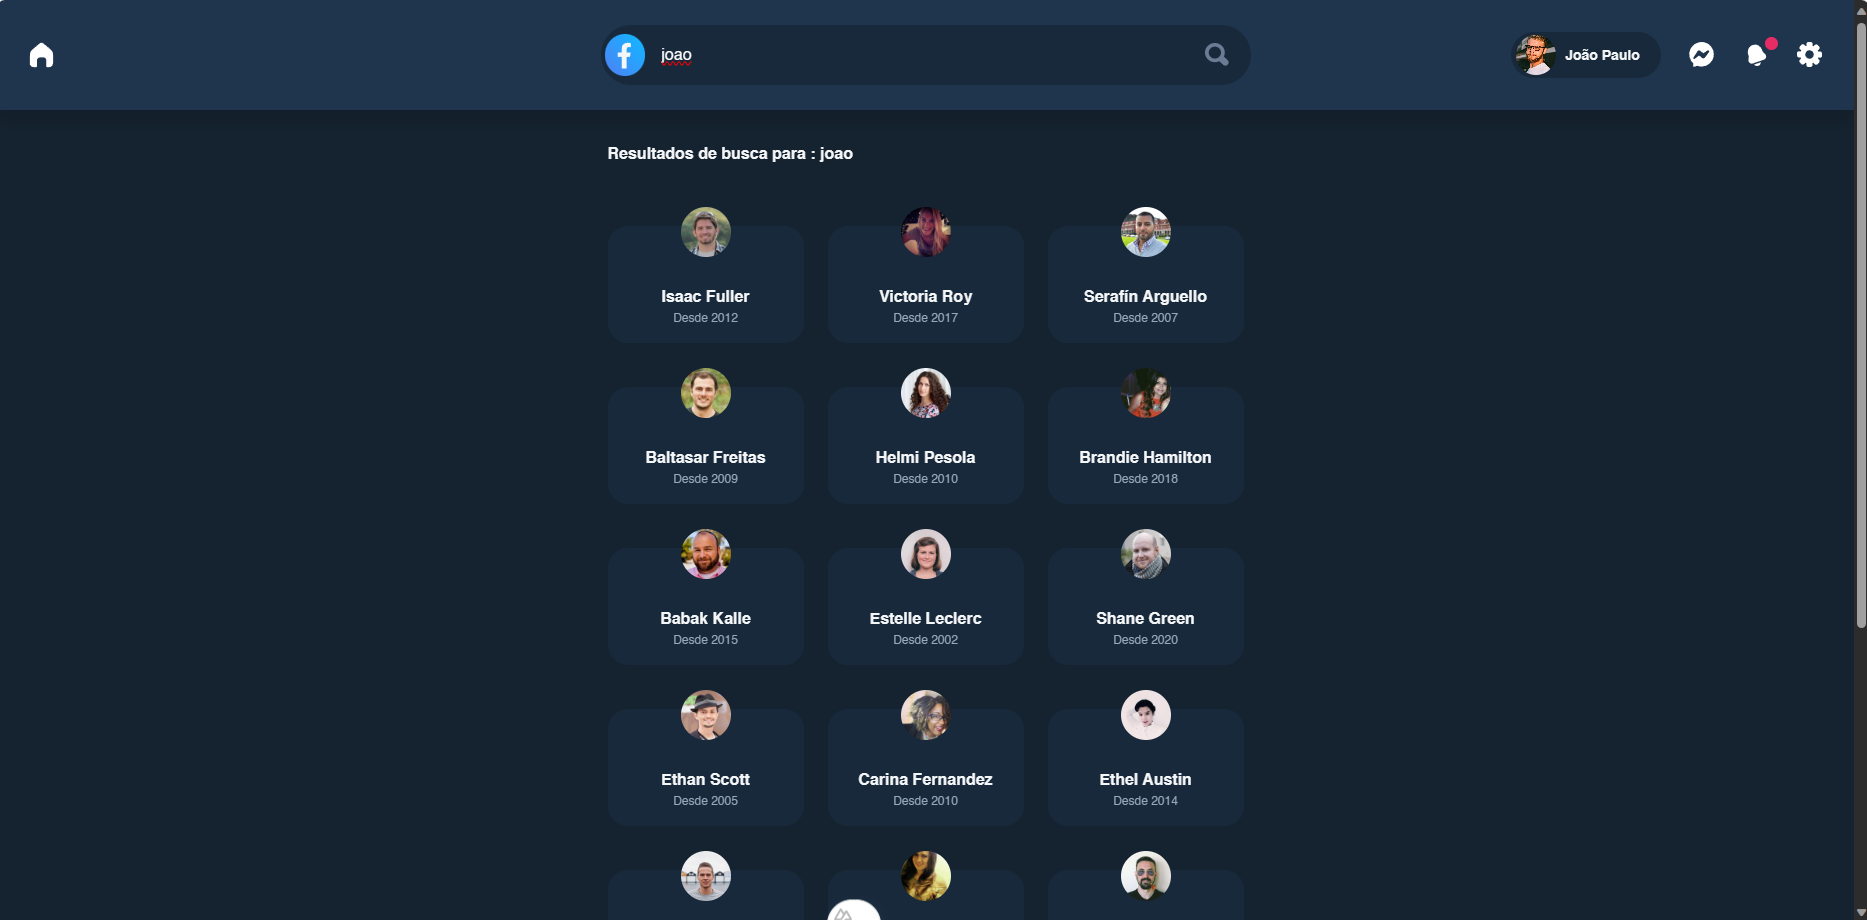 joao
João Paulo
Resultados de busca para : joao
Isaac Fuller
Desde 2012
Victoria Roy
Desde 2017
Serafín Arguello
Desde 2007
Baltasar Freitas
Desde 2009
Helmi Pesola
Desde 2010
Brandie Hamilton
Desde 2018
Babak Kalle
Desde 2015
Estelle Leclerc
Desde 2002
Shane Green
Desde 2020
Ethan Scott
Desde 2005
Carina Fernandez
Desde 2010
Ethel Austin
Desde 2014